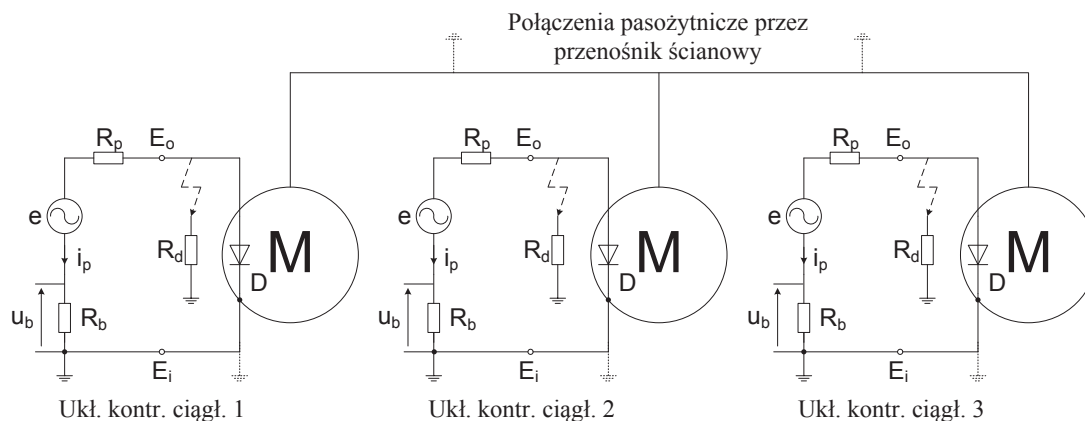 Połączenia pasożytnicze przez
przenośnik ścianowy
Rp Eo
e
ip
Rd
D
M
ub
Rb
Ei
Ukł. kontr. ciągł. 1
Rp Eo
e
ip
Rd
D
M
ub
Rb
Ei
Ukł. kontr. ciągł. 2
Rp Eo
e
ip
Rd
D
M
ub
Rb
Ei
Ukł. kontr. ciągł. 3